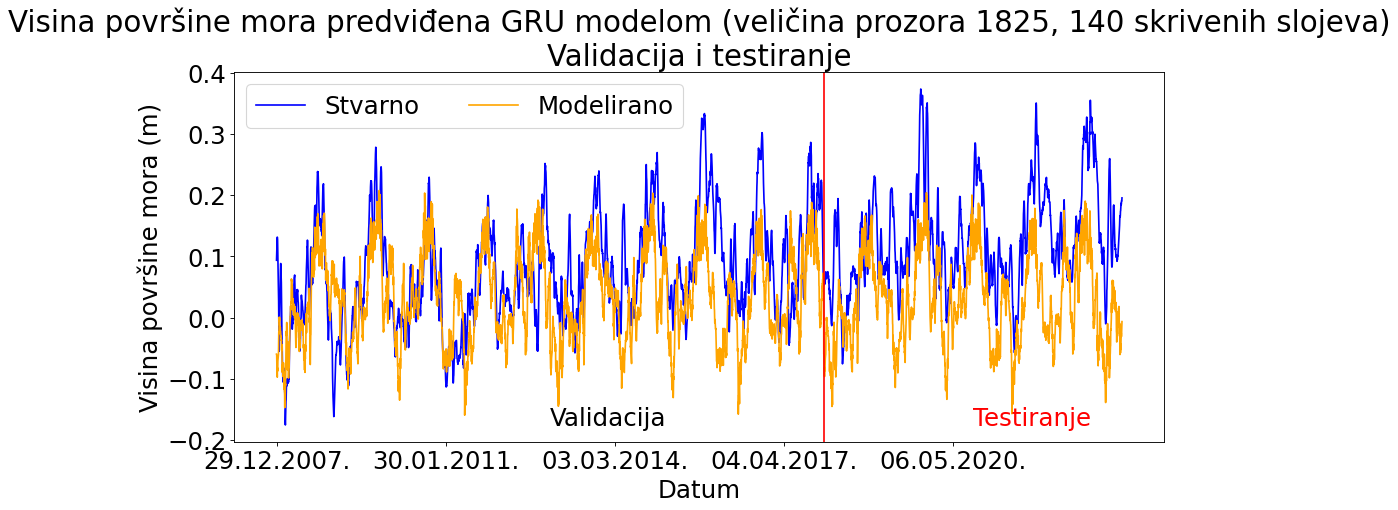 Visina površine mora predviđena GRU modelom (veličina prozora 1825, 140 skrivenih slojeva)
Validacija i testiranje
Stvarno
Modelirano
Visina površine mora (m)
0.4
0.3
0.2
0.1
0.0
−0.1
−0.2
Validacija
Testiranje
29.12.2007.
30.01.2011.
03.03.2014.
04.04.2017.
06.05.2020.
Datum